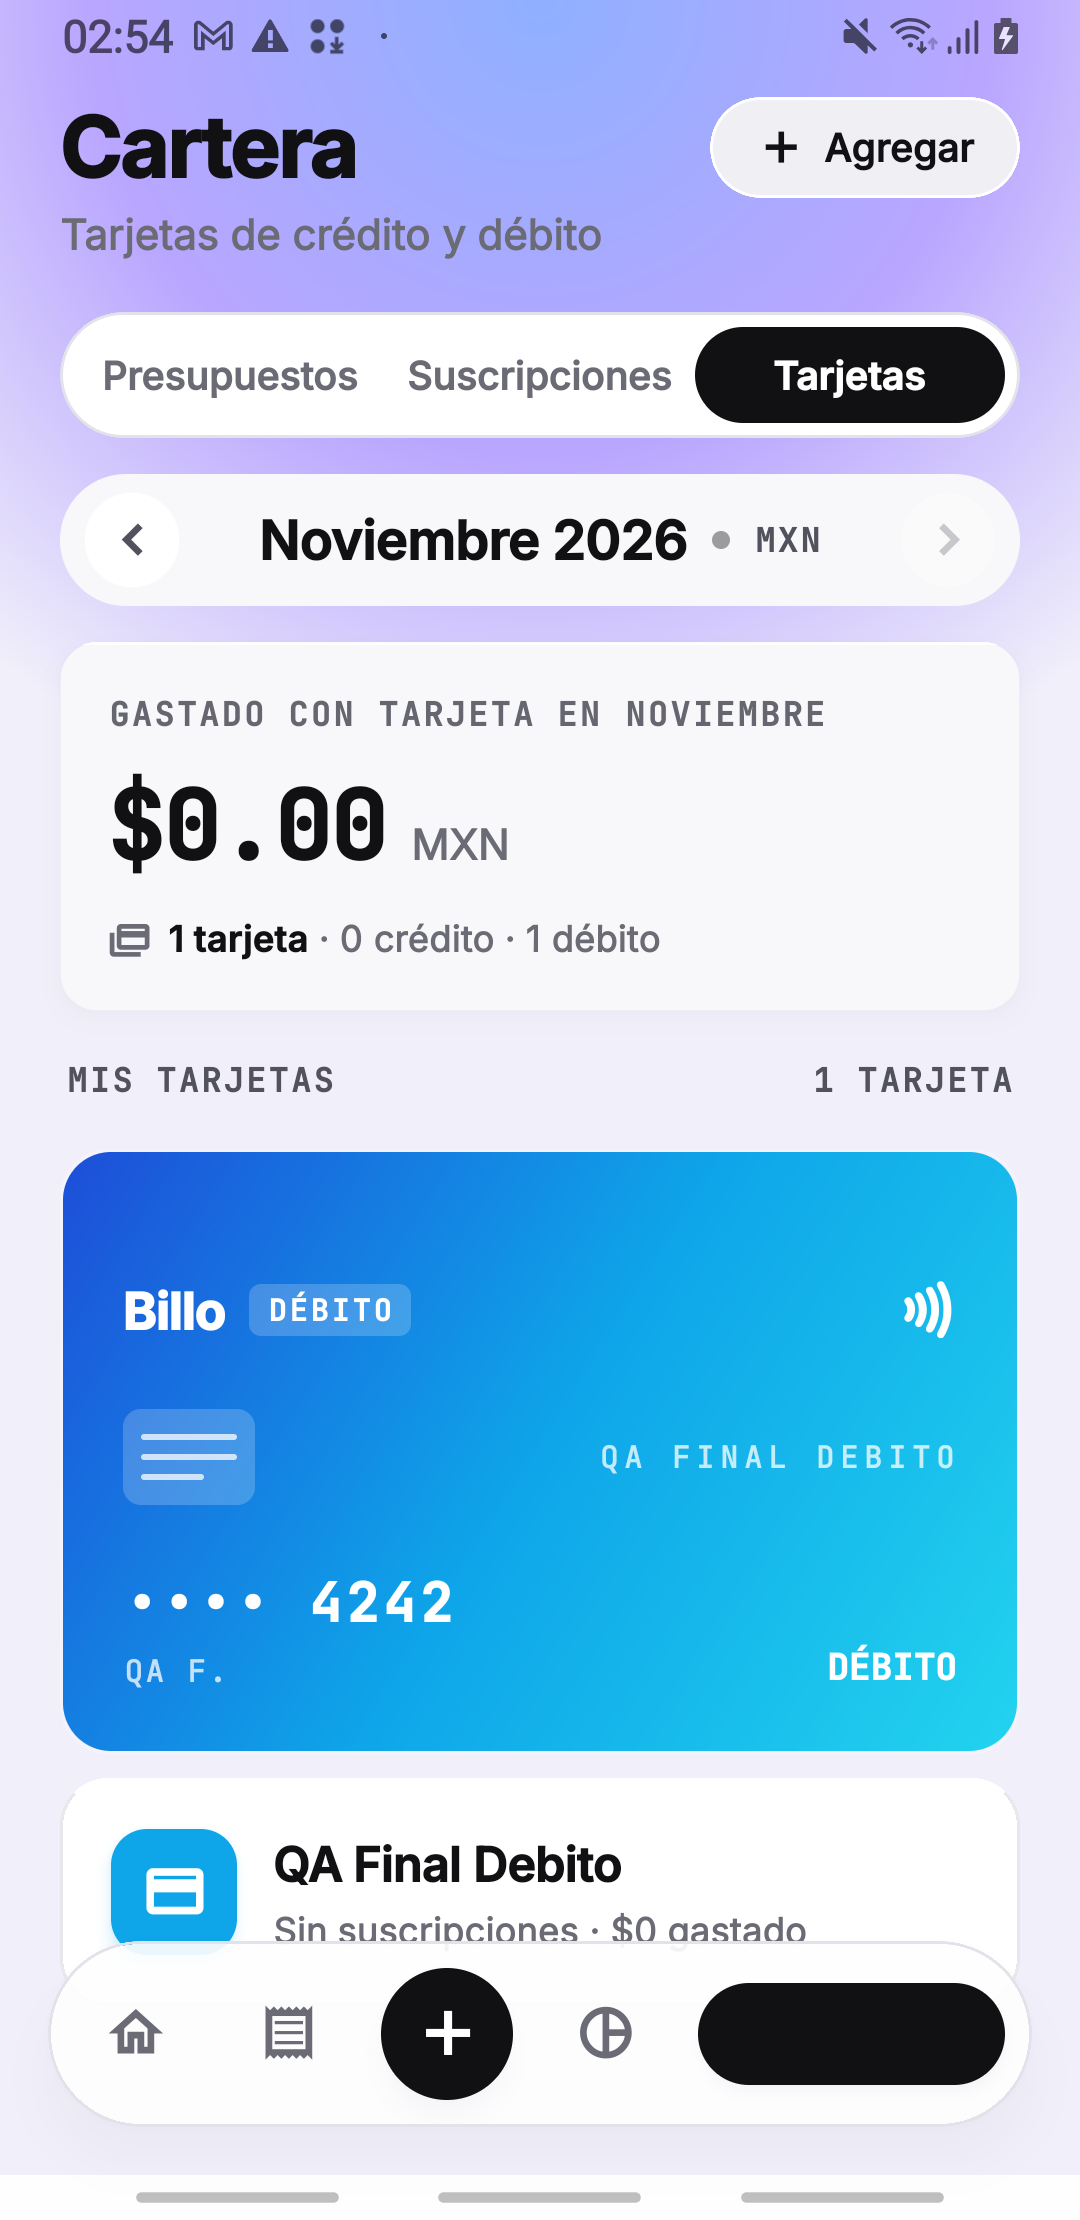 02:54
Cartera
+ Agregar
Tarjetas de crédito y débito
Presupuestos Suscripciones Tarjetas
Noviembre 2026 • MXN
GASTADO CON TARJETA EN NOVIEMBRE
$0.00 MXN
1 tarjeta · 0 crédito · 1 débito
MIS TARJETAS 1 TARJETA
Billo DÉBITO
QA FINAL DEBITO
•••• 4242
QA F.
DÉBITO
QA Final Debito
Sin suscripciones · $0 gastado